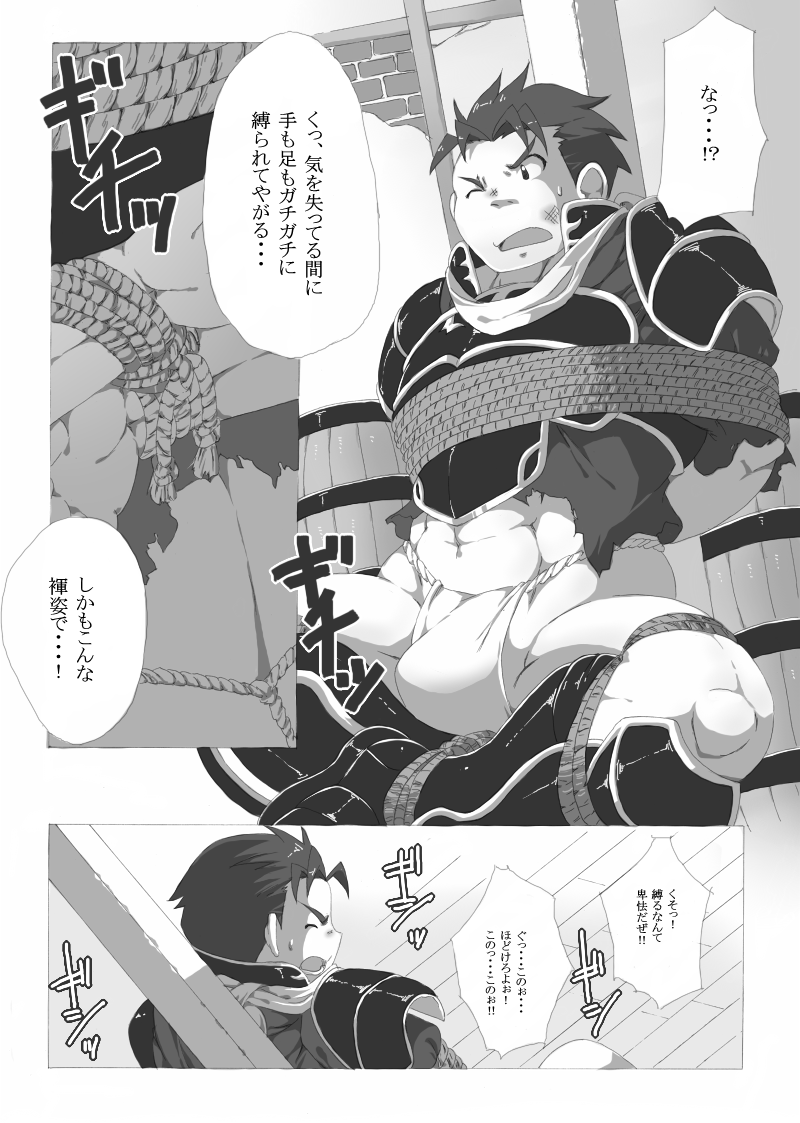 なっ・・・!?
くっ、気を失ってる間に
手も足もガチガチに
縛られてやがる・・・
ギチッ
しかもこんな
褌姿で・・・！
ギチッ
くそっ！
縛るなんて
卑怯だぜ!!
ぐっ・・・このぉ・・・
ほどけろよぉ！
このっ・・・このぉ!!
ギシッ
ギシッ
ギシッ